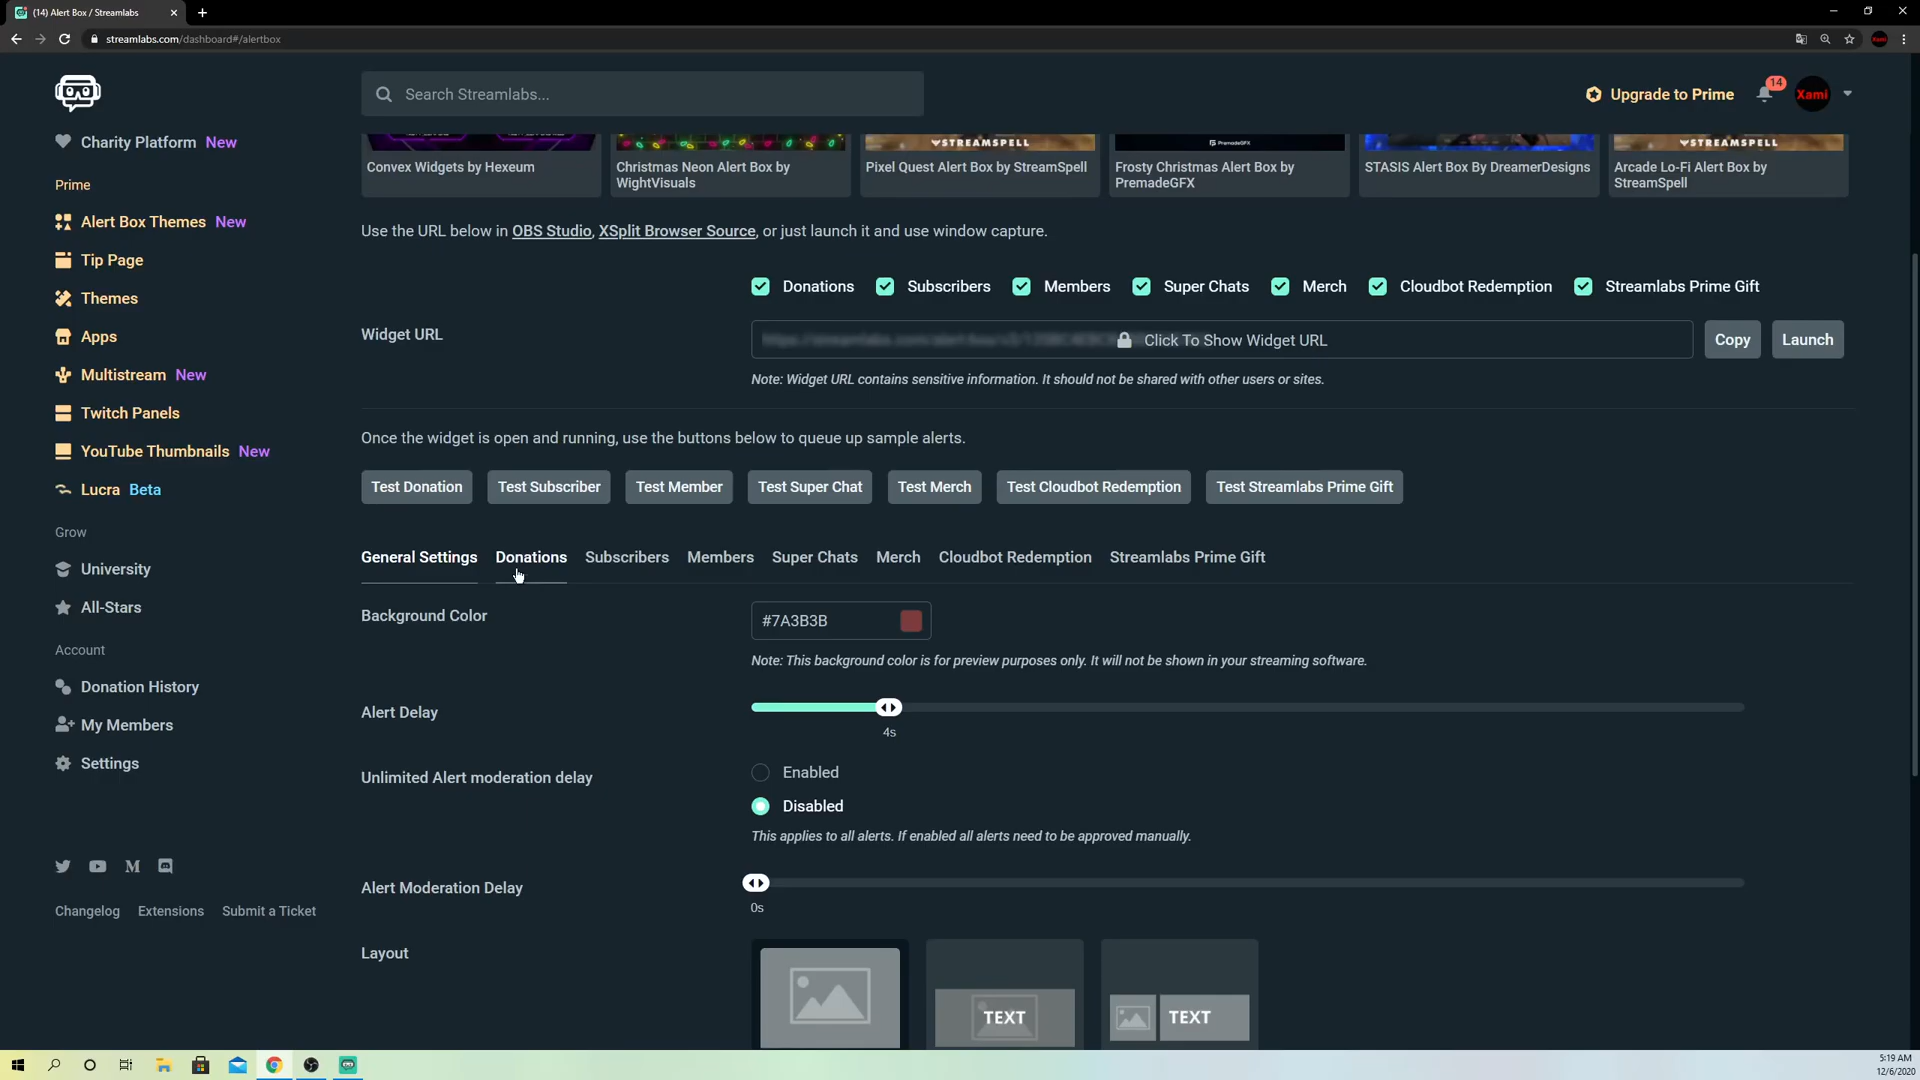 (14) Alert Box / Streamlabs
streamlabs.com/dashboard#/alertbox
Search Streamlabs...
Upgrade to Prime
14
Xami
Charity Platform New
Prime
Alert Box Themes New
Tip Page
Themes
Apps
Multistream New
Twitch Panels
YouTube Thumbnails New
Lucra Beta
Grow
University
All-Stars
Account
Donation History
My Members
Settings
Changelog Extensions Submit a Ticket
STREAMSPELL
PremadeGFX
STREAMSPELL
Convex Widgets by Hexeum
Christmas Neon Alert Box by
WightVisuals
Pixel Quest Alert Box by StreamSpell
Frosty Christmas Alert Box by
PremadeGFX
STASIS Alert Box By DreamerDesigns
Arcade Lo-Fi Alert Box by
StreamSpell
Use the URL below in OBS Studio, XSplit Browser Source, or just launch it and use window capture.
Donations Subscribers Members Super Chats Merch Cloudbot Redemption Streamlabs Prime Gift
Widget URL
Click To Show Widget URL
Copy
Launch
Note: Widget URL contains sensitive information. It should not be shared with other users or sites.
Once the widget is open and running, use the buttons below to queue up sample alerts.
Test Donation Test Subscriber Test Member Test Super Chat Test Merch Test Cloudbot Redemption Test Streamlabs Prime Gift
General Settings Donations Subscribers Members Super Chats Merch Cloudbot Redemption Streamlabs Prime Gift
Background Color
#7A3B3B
Note: This background color is for preview purposes only. It will not be shown in your streaming software.
Alert Delay
4s
Unlimited Alert moderation delay
Enabled
Disabled
This applies to all alerts. If enabled all alerts need to be approved manually.
Alert Moderation Delay
0s
Layout
TEXT
TEXT
5:19 AM
12/6/2020